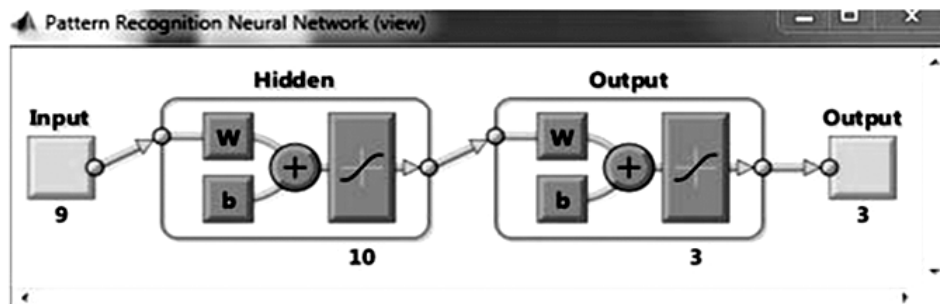 Pattern Recognition Neural Network (view)
Hidden Output
Input Output
W W
b b
9 3
10 3